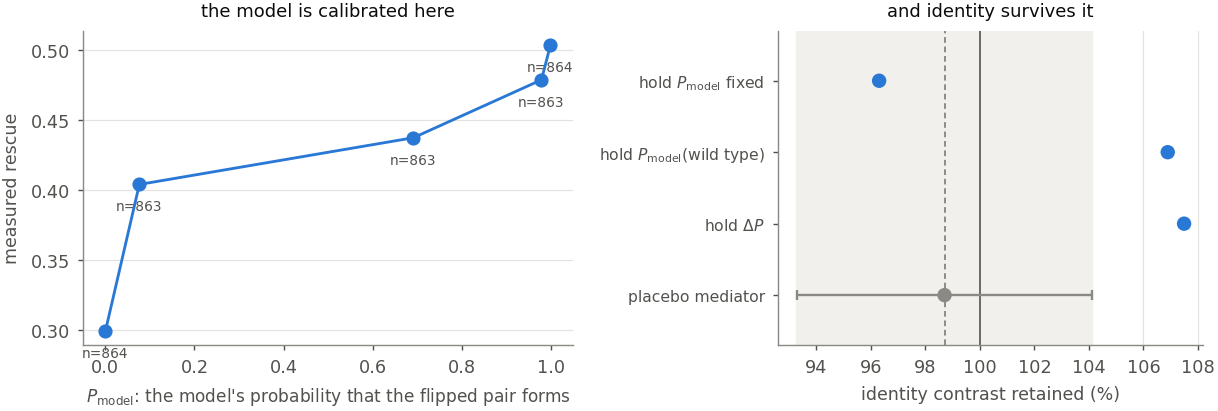 the model is calibrated here
measured rescue
0.50
0.45
0.40
0.35
0.30
n=864
n=863
n=863
n=863
n=864
0.0 0.2 0.4 0.6 0.8 1.0
Pmodel: the model's probability that the flipped pair forms
and identity survives it
hold Pmodel fixed
hold Pmodel(wild type)
hold ΔP
placebo mediator
94 96 98 100 102 104 106 108
identity contrast retained (%)